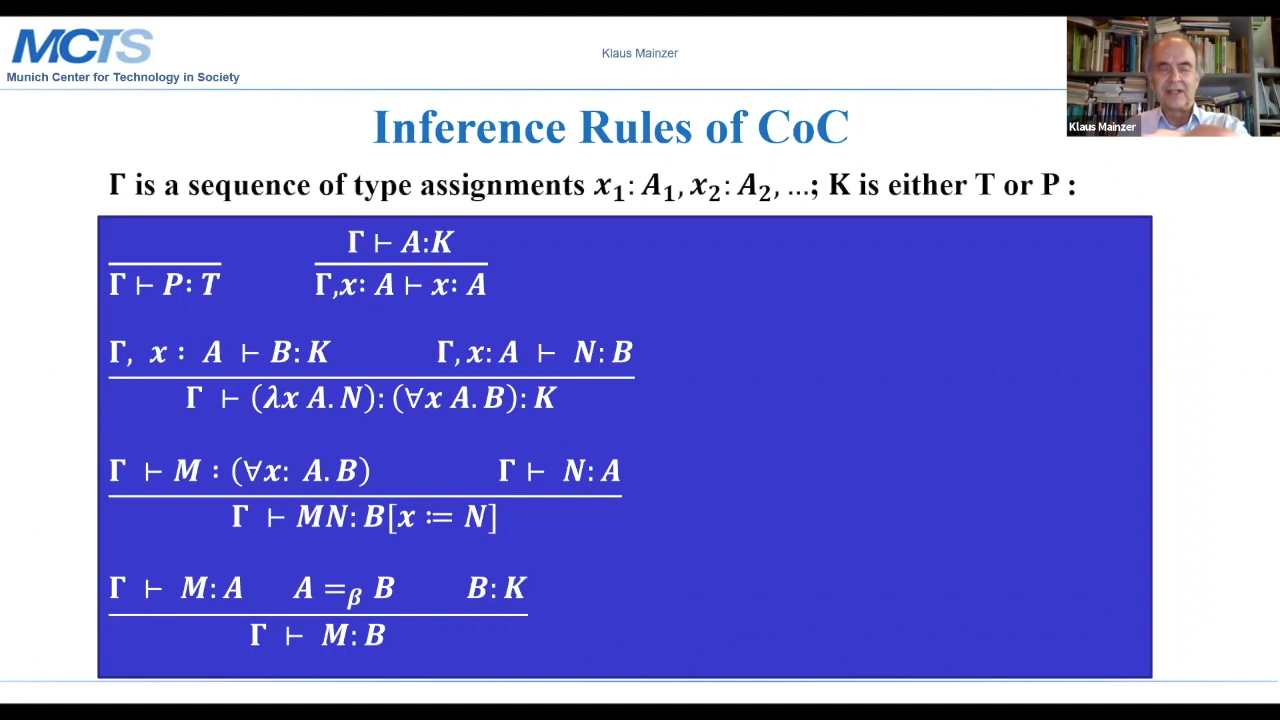 MCTS
Munich Center for Technology in Society
Klaus Mainzer
Klaus Mainzer
Inference Rules of CoC
Γ is a sequence of type assignments x₁: A₁, x₂: A₂, …; K is either T or P :
Γ ⊢ A:K
Γ ⊢ P: T
Γ,x: A ⊢ x: A
Γ, x : A ⊢ B: K Γ, x: A ⊢ N: B
Γ ⊢ (λx A. N): (∀x A. B): K
Γ ⊢ M : (∀x: A. B) Γ ⊢ N: A
Γ ⊢ MN: B[x ≔ N]
Γ ⊢ M: A A =β B B: K
Γ ⊢ M: B